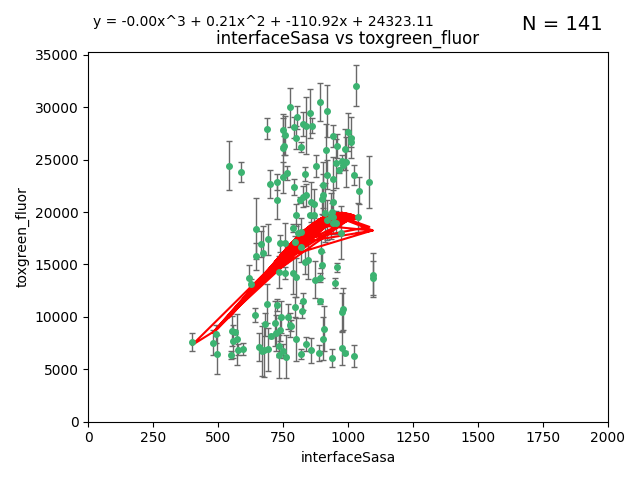 y = -0.00x^3 + 0.21x^2 + -110.92x + 24323.11
N = 141
interfaceSasa vs toxgreen_fluor
35000
30000
25000
20000
15000
10000
5000
0
toxgreen_fluor
0 250 500 750 1000 1250 1500 1750 2000
interfaceSasa